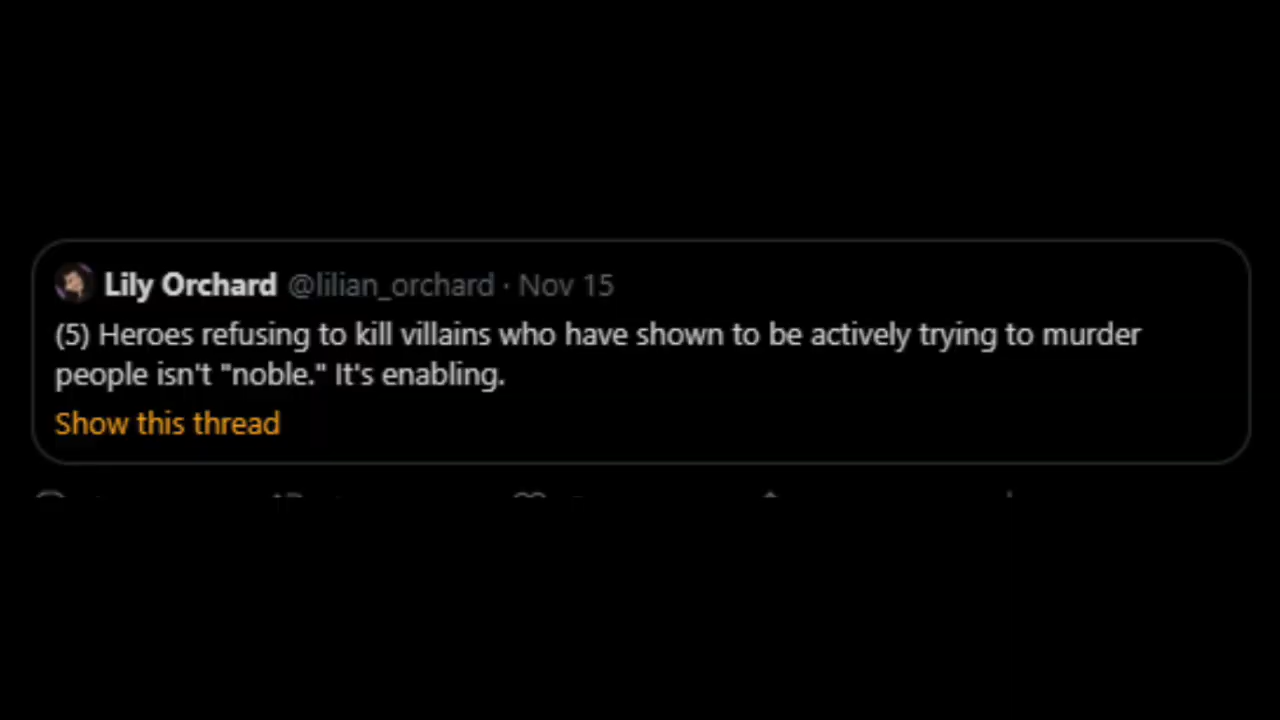 Lily Orchard @lilian_orchard · Nov 15
(5) Heroes refusing to kill villains who have shown to be actively trying to murder
people isn't "noble." It's enabling.
Show this thread